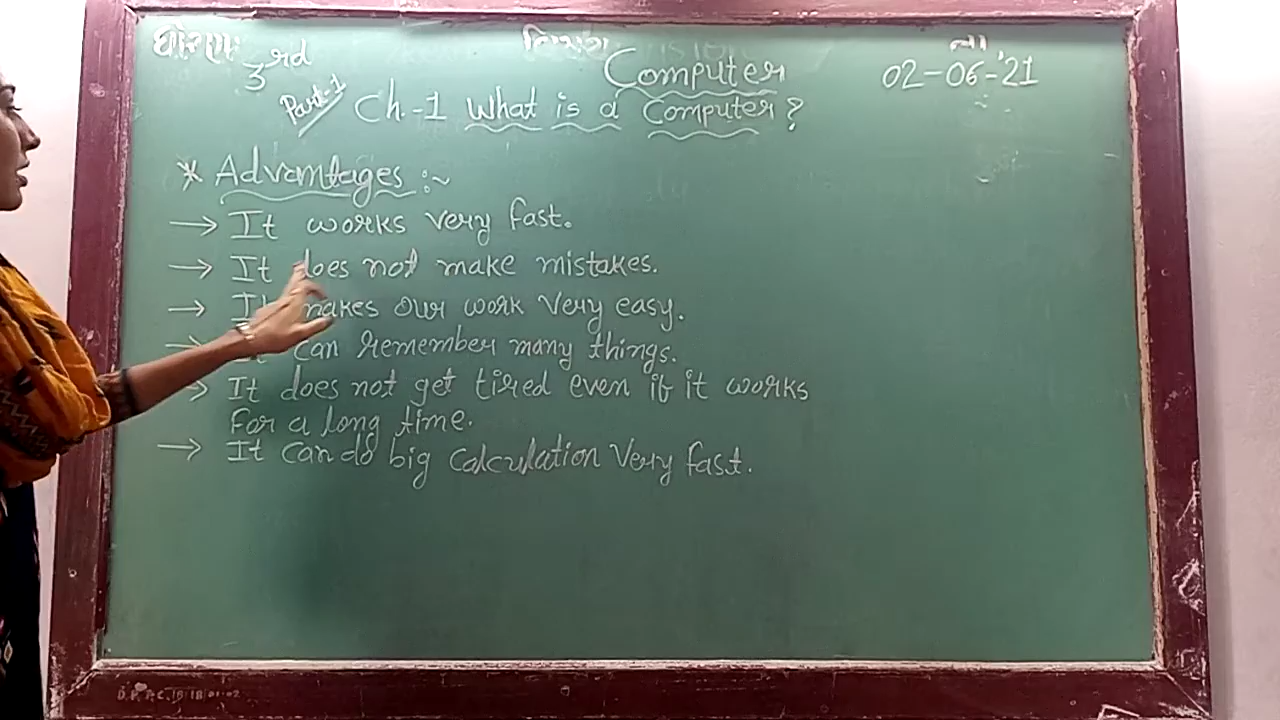 ધોરણ: 3rd વિષય: Computer તા. 02-06-'21
Part-1 Ch.-1 What is a Computer?
* Advantages :~
→ It works very fast.
→ It does not make mistakes.
→ It makes our work Very easy.
→ It can remember many things.
→ It does not get tired even if it works
For a long time.
→ It can do big calculation Very fast.